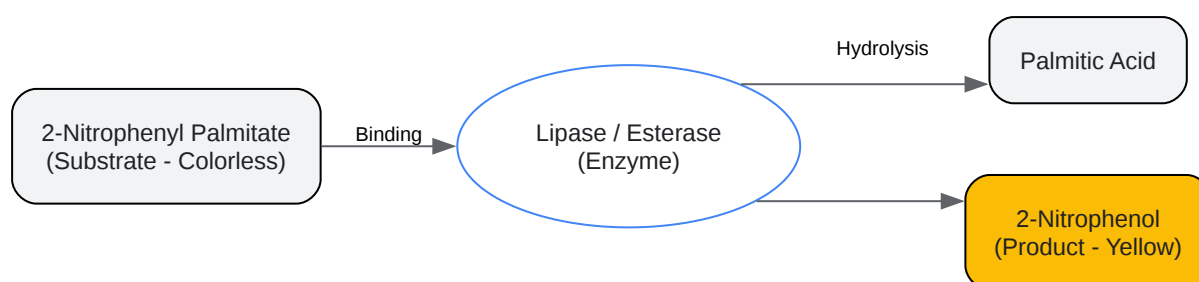 2-Nitrophenyl Palmitate
(Substrate - Colorless)
Binding
Lipase / Esterase
(Enzyme)
Hydrolysis
Palmitic Acid
2-Nitrophenol
(Product - Yellow)